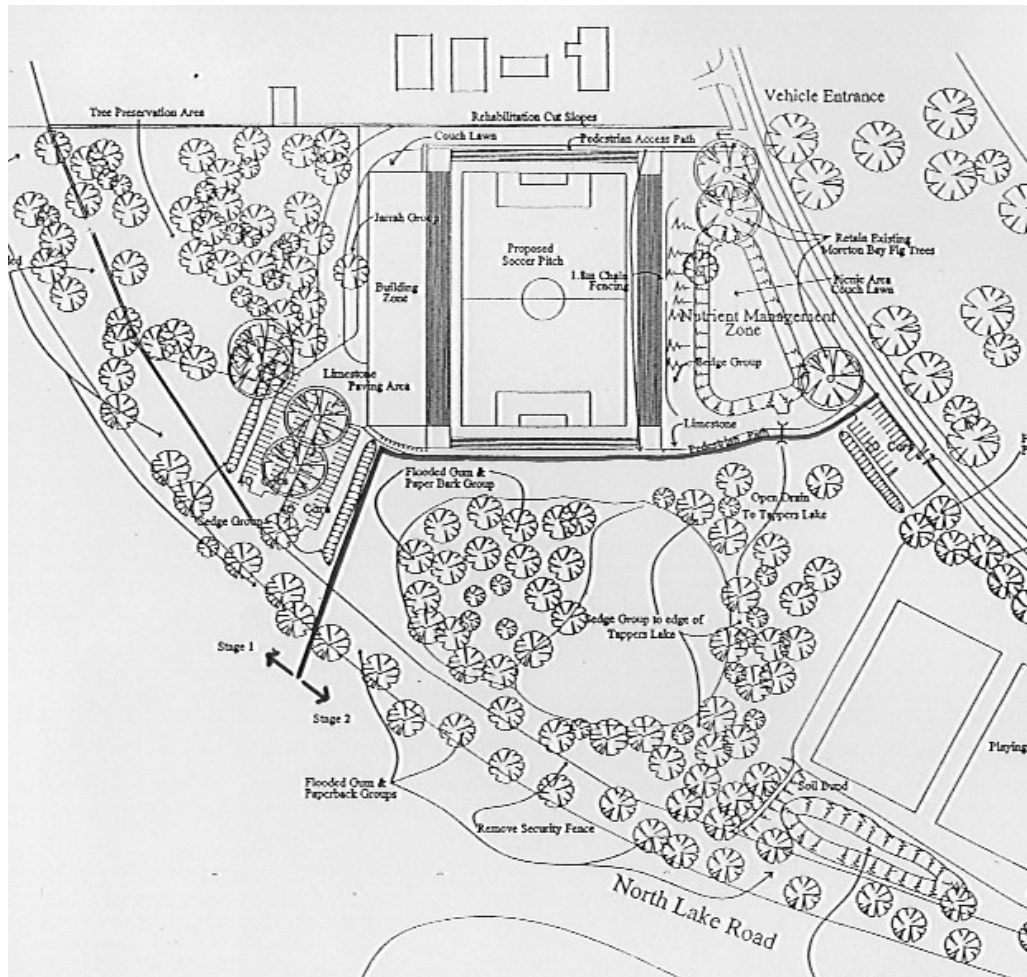 Vehicle Entrance
Tree Preservation Area
Rehabilitation Cut Slopes
Couch Lawn
Pedestrian Access Path
Jarrah Group
Retain Existing
Moreton Bay Fig Trees
Proposed
Soccer Pitch
1.8m Chain
Fencing
Picnic Area
Couch Lawn
Building
Zone
Nutrient Management
Zone
Sedge Group
Limestone
Paving Area
Limestone
Pedestrian Path
Flooded Gum &
Paper Bark Group
Open Drain
To Tappers Lake
Sedge Group
Sedge Group to edge of
Tappers Lake
Stage 1
Stage 2
Playing
Soil Bund
Flooded Gum &
Paperback Groups
Remove Security Fence
North Lake Road